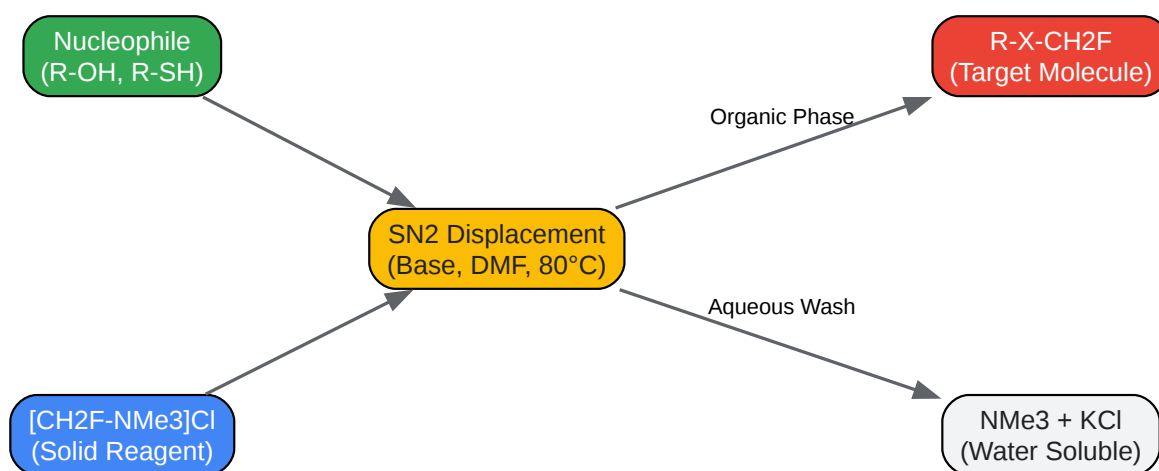 Nucleophile
(R-OH, R-SH)
R-X-CH2F
(Target Molecule)
Organic Phase
SN2 Displacement
(Base, DMF, 80°C)
Aqueous Wash
[CH2F-NMe3]Cl
(Solid Reagent)
NMe3 + KCl
(Water Soluble)